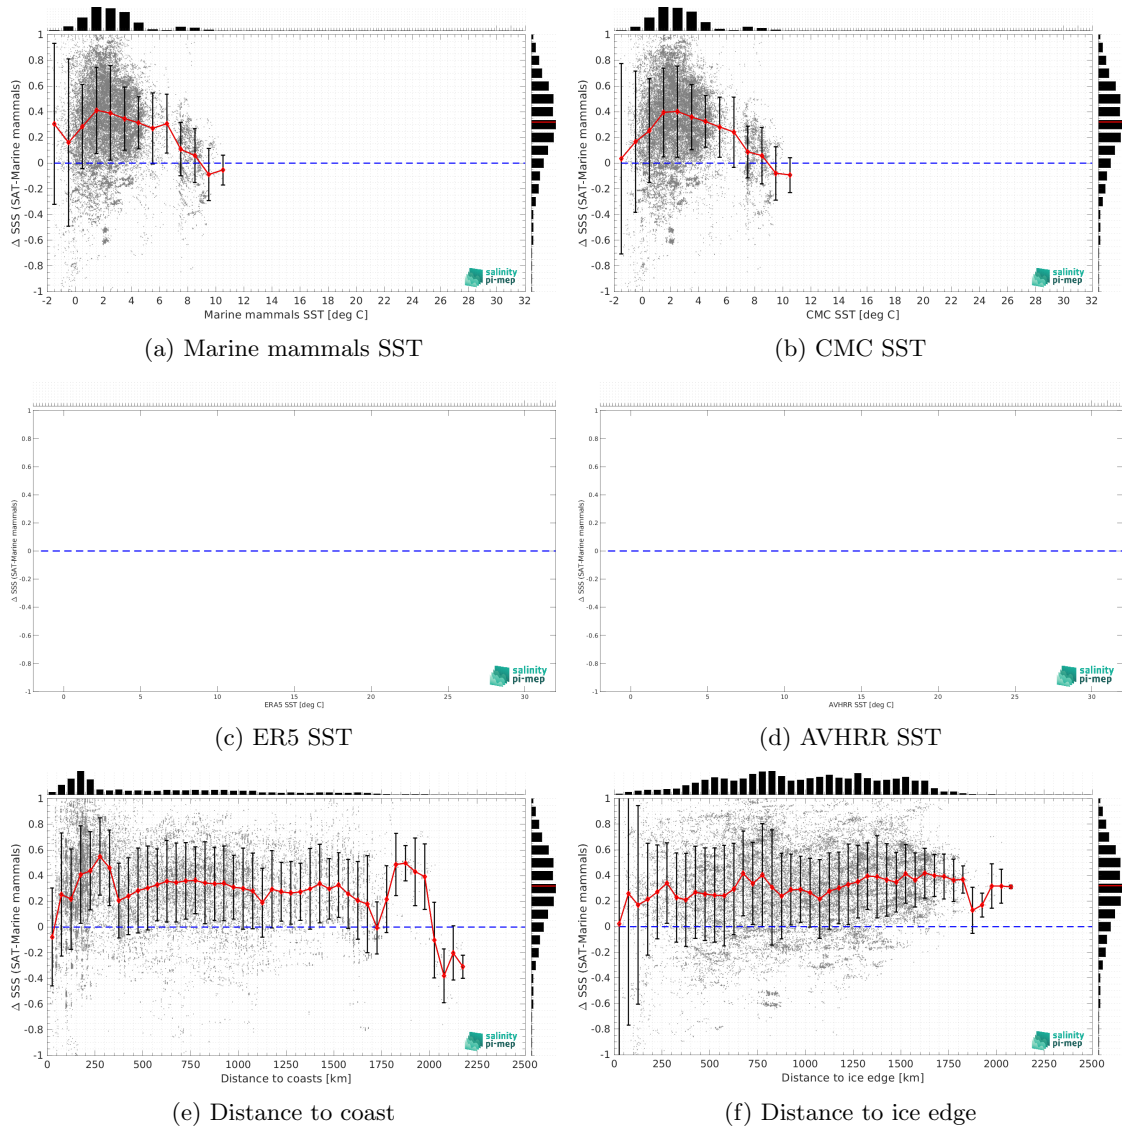 1
0.8
0.6
0.4
0.2
0
-0.2
-0.4
-0.6
-0.8
-1
Δ SSS (SAT-Marine mammals)
-2 0 2 4 6 8 10 12 14 16 18 20 22 24 26 28 30 32
Marine mammals SST [deg C]
salinity
pi-mep
(a) Marine mammals SST
1
0.8
0.6
0.4
0.2
0
-0.2
-0.4
-0.6
-0.8
-1
Δ SSS (SAT-Marine mammals)
-2 0 2 4 6 8 10 12 14 16 18 20 22 24 26 28 30 32
CMC SST [deg C]
salinity
pi-mep
(b) CMC SST
1
0.8
0.6
0.4
0.2
0
-0.2
-0.4
-0.6
-0.8
-1
Δ SSS (SAT-Marine mammals)
0 5 10 15 20 25 30
ERA5 SST [deg C]
salinity
pi-mep
(c) ER5 SST
1
0.8
0.6
0.4
0.2
0
-0.2
-0.4
-0.6
-0.8
-1
Δ SSS (SAT-Marine mammals)
0 5 10 15 20 25 30
AVHRR SST [deg C]
salinity
pi-mep
(d) AVHRR SST
1
0.8
0.6
0.4
0.2
0
-0.2
-0.4
-0.6
-0.8
-1
Δ SSS (SAT-Marine mammals)
0 250 500 750 1000 1250 1500 1750 2000 2250 2500
Distance to coasts [km]
salinity
pi-mep
(e) Distance to coast
1
0.8
0.6
0.4
0.2
0
-0.2
-0.4
-0.6
-0.8
-1
Δ SSS (SAT-Marine mammals)
0 250 500 750 1000 1250 1500 1750 2000 2250 2500
Distance to ice edge [km]
salinity
pi-mep
(f) Distance to ice edge